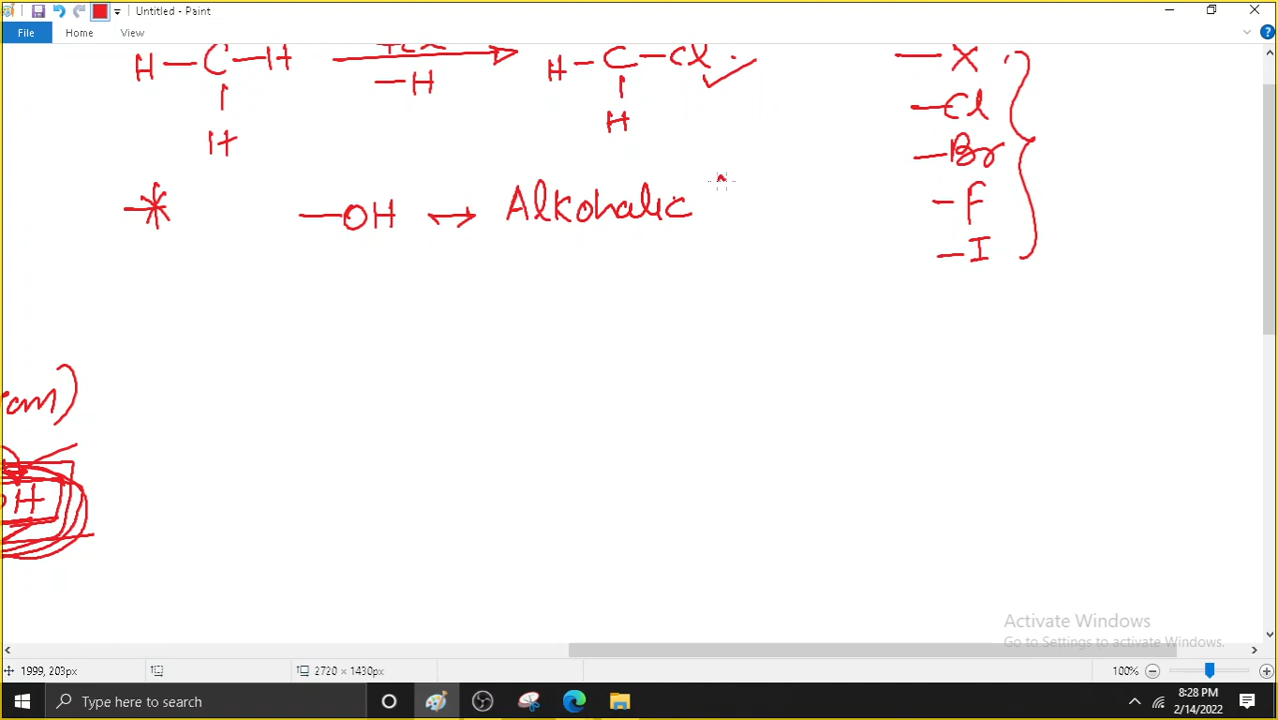 Untitled - Paint
File Home View
H — C — H
— H
H
H — C — Cl .
H
— X
— Cl
— Br
— F
— I
— OH ↔ Alkohalic
am)
OH
Activate Windows
Go to Settings to activate Windows.
1999, 203px
2720 × 1430px
100%
Type here to search
8:28 PM
2/14/2022